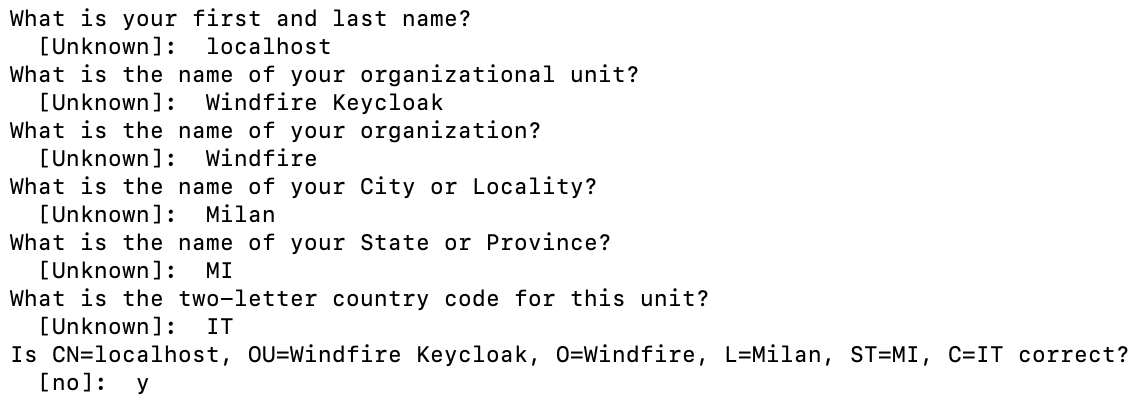 What is your first and last name?
  [Unknown]:  localhost
What is the name of your organizational unit?
  [Unknown]:  Windfire Keycloak
What is the name of your organization?
  [Unknown]:  Windfire
What is the name of your City or Locality?
  [Unknown]:  Milan
What is the name of your State or Province?
  [Unknown]:  MI
What is the two-letter country code for this unit?
  [Unknown]:  IT
Is CN=localhost, OU=Windfire Keycloak, O=Windfire, L=Milan, ST=MI, C=IT correct?
  [no]:  y